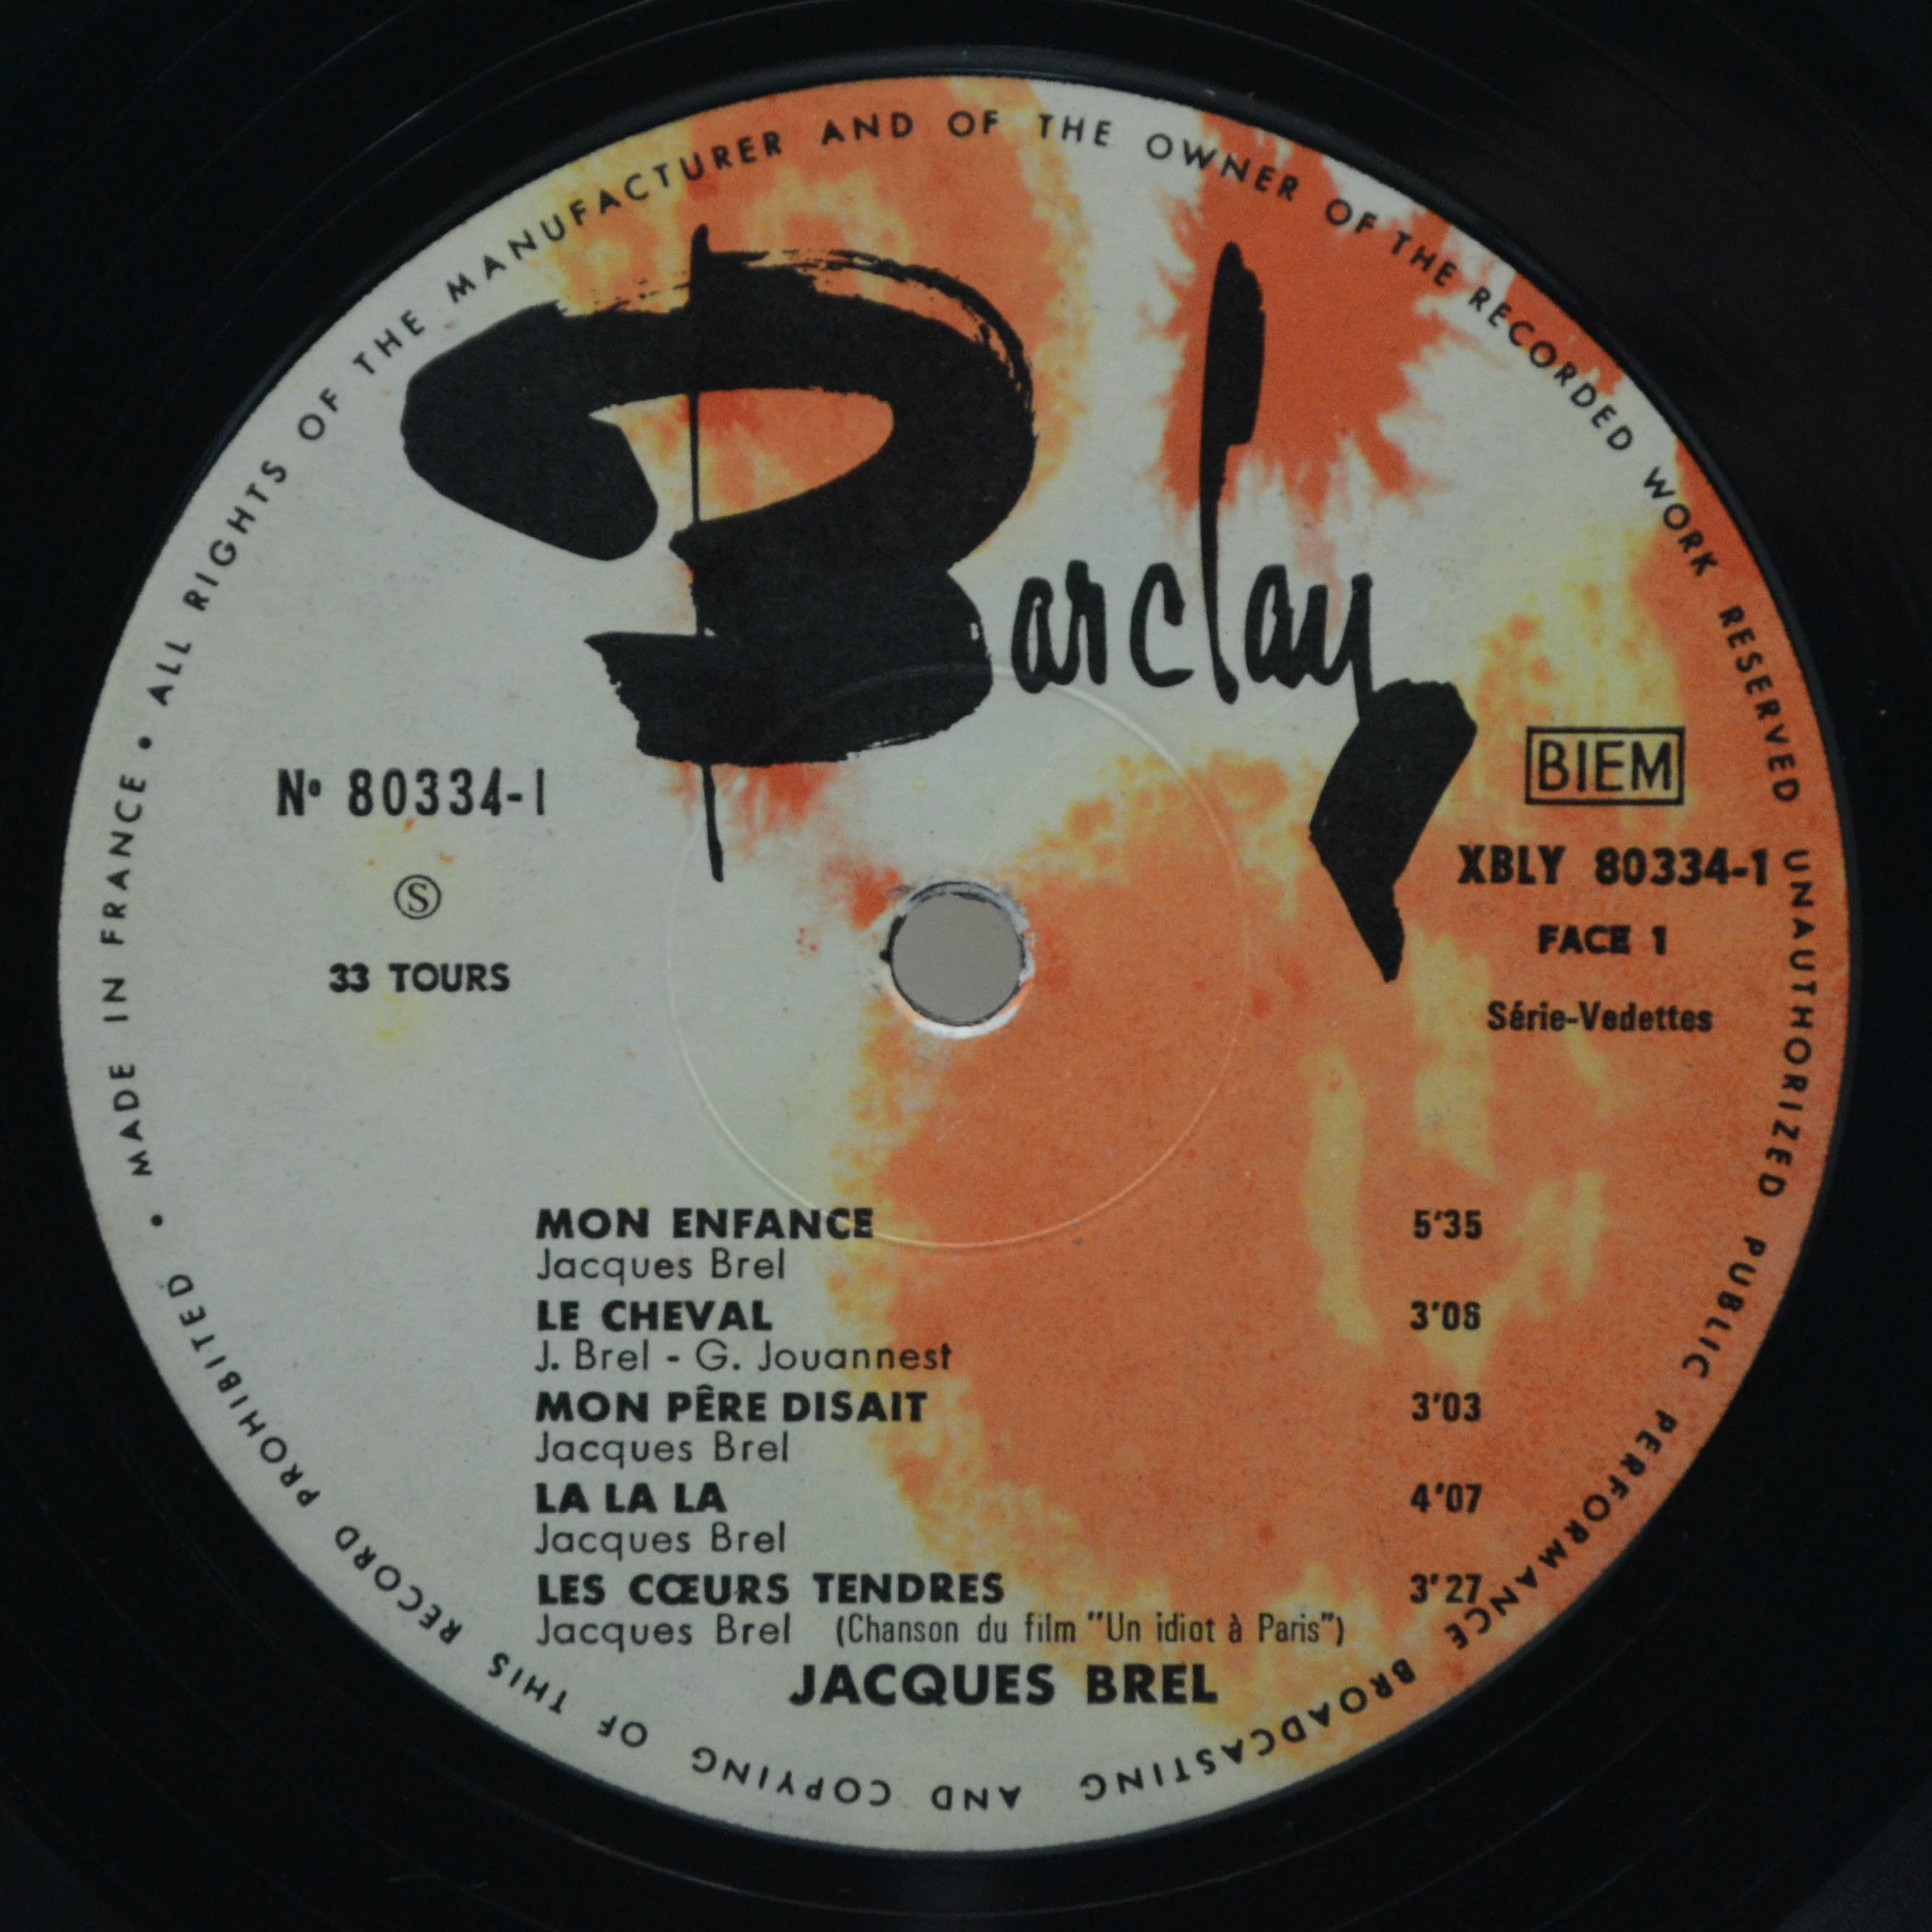 MADE IN FRANCE • ALL RIGHTS OF THE MANUFACTURER AND OF THE OWNER OF THE RECORDED WORK RESERVED UNAUTHORIZED PUBLIC PERFORMANCE BROADCASTING AND COPYING OF THIS RECORD PROHIBITED •
Barclay
Nº 80334-1
Ⓢ
33 TOURS
BIEM
XBLY 80334-1
FACE 1
Série-Vedettes
MON ENFANCE 5'35
Jacques Brel
LE CHEVAL 3'06
J. Brel - G. Jouannest
MON PÊRE DISAIT 3'03
Jacques Brel
LA LA LA 4'07
Jacques Brel
LES CŒURS TENDRES 3'27
Jacques Brel (Chanson du film "Un idiot à Paris")
JACQUES BREL